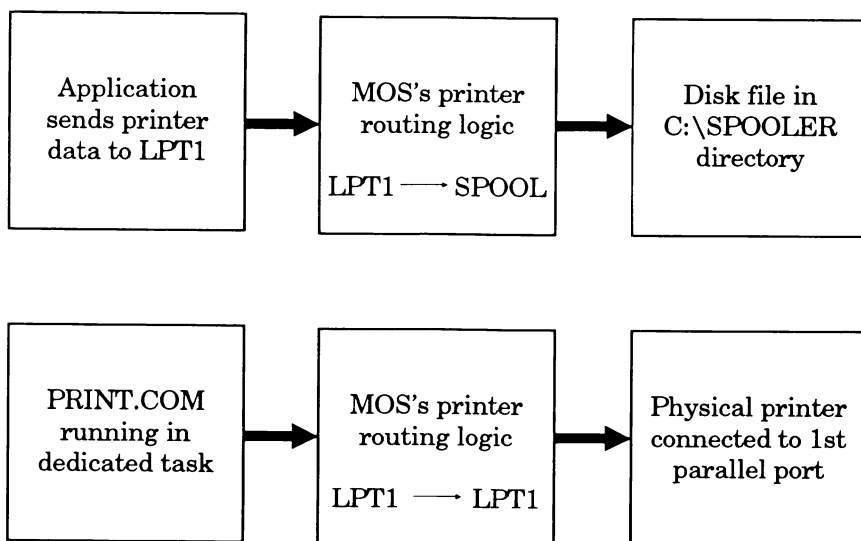 Application
sends printer
data to LPT1
MOS's printer
routing logic
LPT1 ⟶ SPOOL
Disk file in
C:\SPOOLER
directory
PRINT.COM
running in
dedicated task
MOS's printer
routing logic
LPT1 ⟶ LPT1
Physical printer
connected to 1st
parallel port